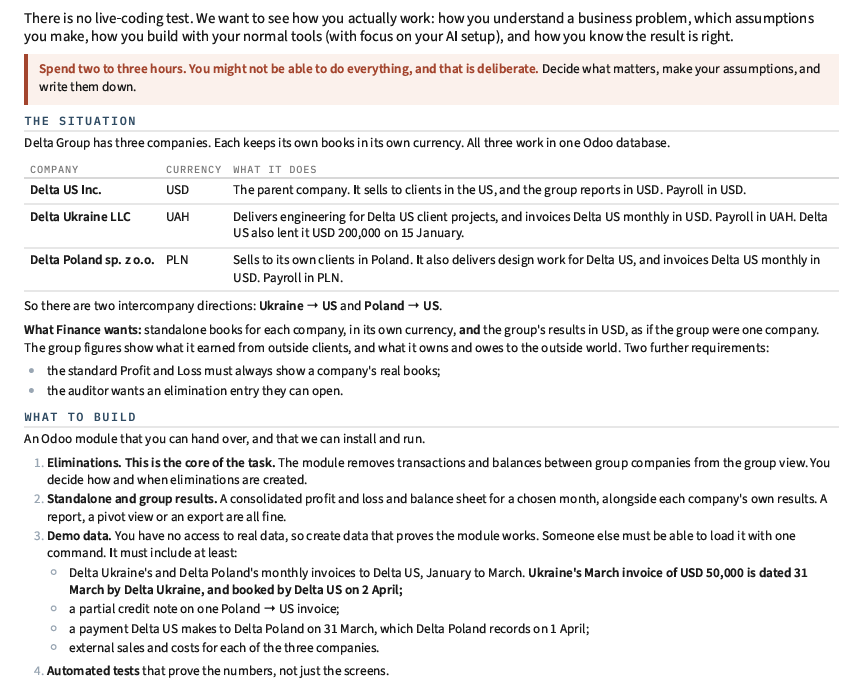 There is no live-coding test. We want to see how you actually work: how you understand a business problem, which assumptions
you make, how you build with your normal tools (with focus on your AI setup), and how you know the result is right.
Spend two to three hours. You might not be able to do everything, and that is deliberate. Decide what matters, make your assumptions, and
write them down.
THE SITUATION
Delta Group has three companies. Each keeps its own books in its own currency. All three work in one Odoo database.
COMPANY CURRENCY WHAT IT DOES
Delta US Inc. USD The parent company. It sells to clients in the US, and the group reports in USD. Payroll in USD.
Delta Ukraine LLC UAH Delivers engineering for Delta US client projects, and invoices Delta US monthly in USD. Payroll in UAH. Delta
US also lent it USD 200,000 on 15 January.
Delta Poland sp. z o.o. PLN Sells to its own clients in Poland. It also delivers design work for Delta US, and invoices Delta US monthly in
USD. Payroll in PLN.
So there are two intercompany directions: Ukraine → US and Poland → US.
What Finance wants: standalone books for each company, in its own currency, and the group's results in USD, as if the group were one company.
The group figures show what it earned from outside clients, and what it owns and owes to the outside world. Two further requirements:
• the standard Profit and Loss must always show a company's real books;
• the auditor wants an elimination entry they can open.
WHAT TO BUILD
An Odoo module that you can hand over, and that we can install and run.
1. Eliminations. This is the core of the task. The module removes transactions and balances between group companies from the group view. You
decide how and when eliminations are created.
2. Standalone and group results. A consolidated profit and loss and balance sheet for a chosen month, alongside each company's own results. A
report, a pivot view or an export are all fine.
3. Demo data. You have no access to real data, so create data that proves the module works. Someone else must be able to load it with one
command. It must include at least:
○ Delta Ukraine's and Delta Poland's monthly invoices to Delta US, January to March. Ukraine's March invoice of USD 50,000 is dated 31
March by Delta Ukraine, and booked by Delta US on 2 April;
○ a partial credit note on one Poland → US invoice;
○ a payment Delta US makes to Delta Poland on 31 March, which Delta Poland records on 1 April;
○ external sales and costs for each of the three companies.
4. Automated tests that prove the numbers, not just the screens.